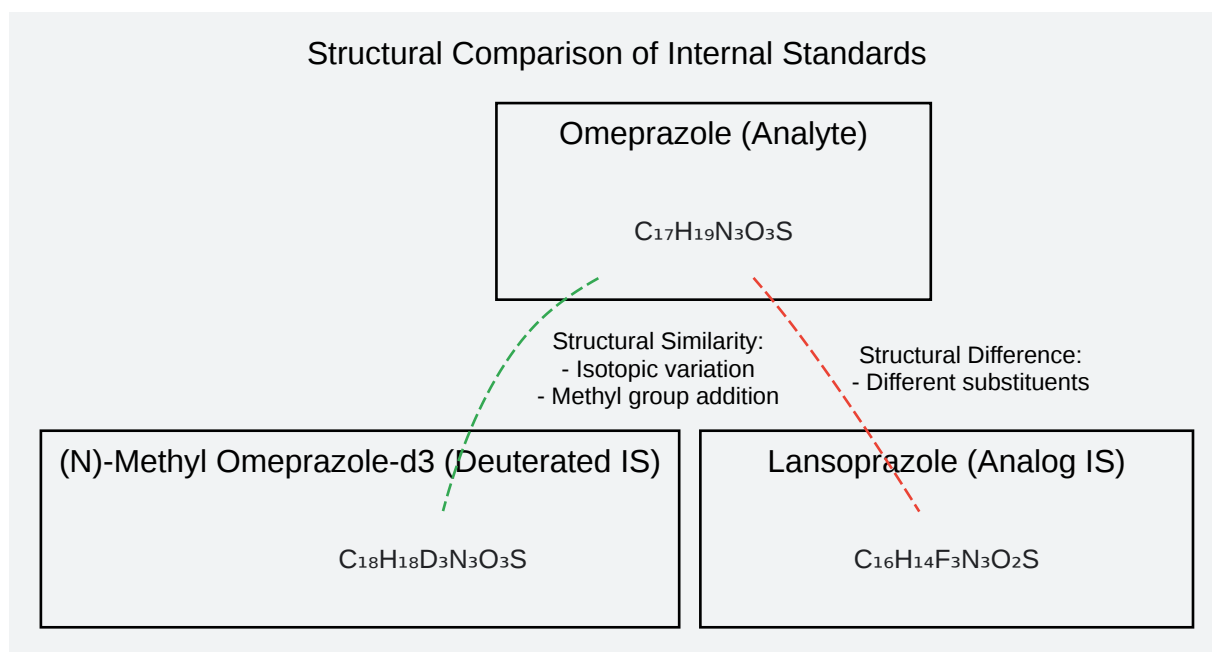 Structural Comparison of Internal Standards
Omeprazole (Analyte)
C₁₇H₁₉N₃O₃S
Structural Similarity:
- Isotopic variation
- Methyl group addition
Structural Difference:
- Different substituents
(N)-Methyl Omeprazole-d3 (Deuterated IS)
C₁₈H₁₈D₃N₃O₃S
Lansoprazole (Analog IS)
C₁₆H₁₄F₃N₃O₂S